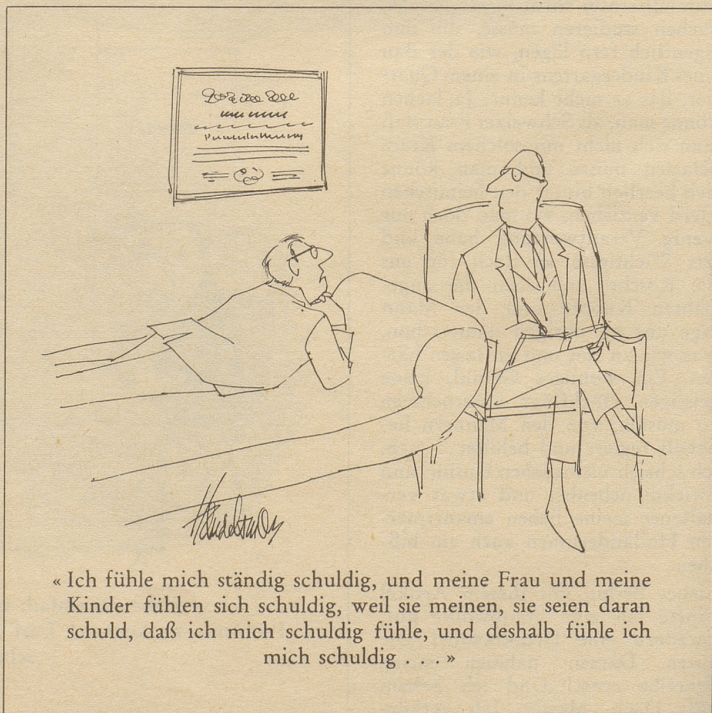 « Ich fühle mich ständig schuldig, und meine Frau und meine
Kinder fühlen sich schuldig, weil sie meinen, sie seien daran
schuld, daß ich mich schuldig fühle, und deshalb fühle ich
mich schuldig . . . »